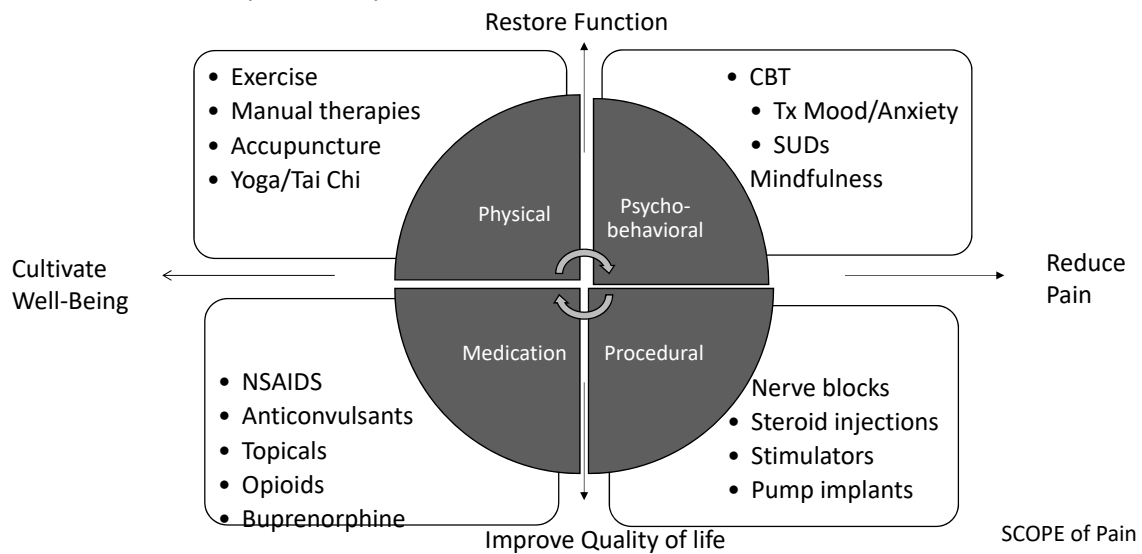 Restore Function
• Exercise
• Manual therapies
• Accupuncture
• Yoga/Tai Chi
• CBT
• Tx Mood/Anxiety
• SUDs
Mindfulness
Physical
Psycho-
behavioral
Cultivate
Well-Being
Reduce
Pain
Medication
Procedural
• NSAIDS
• Anticonvulsants
• Topicals
• Opioids
• Buprenorphine
Nerve blocks
• Steroid injections
• Stimulators
• Pump implants
Improve Quality of life
SCOPE of Pain